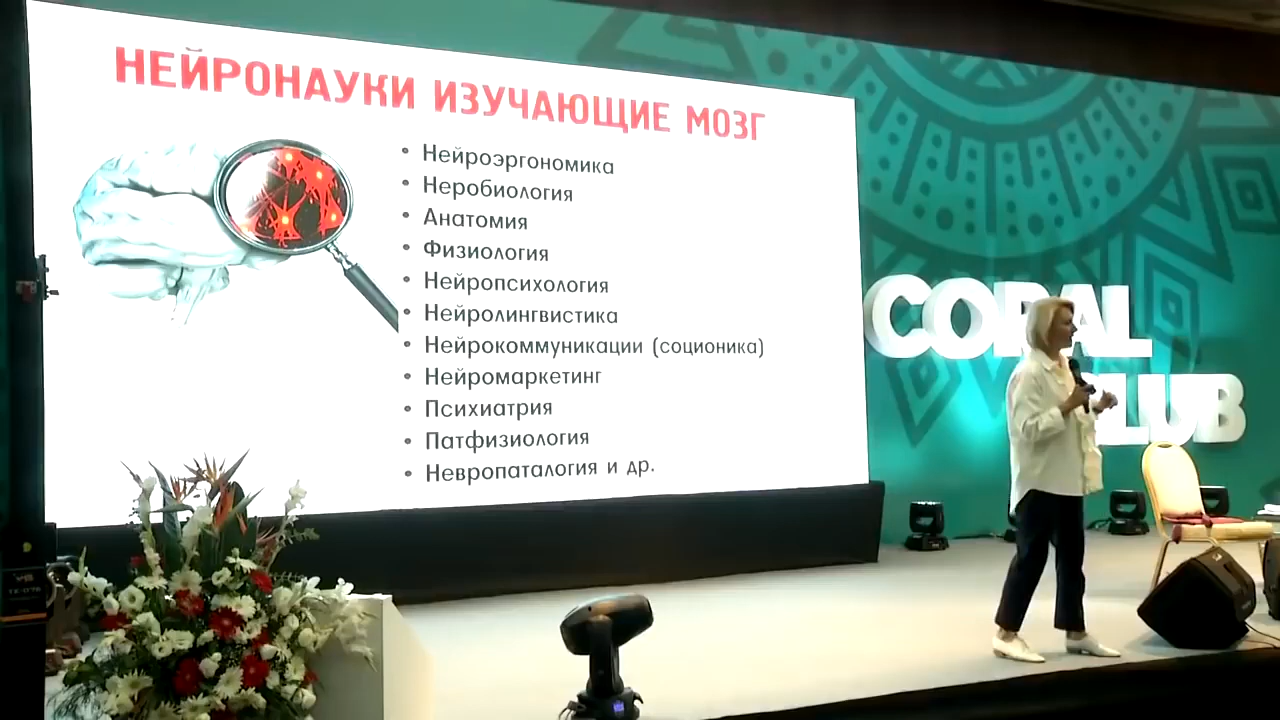 НЕЙРОНАУКИ ИЗУЧАЮЩИЕ МОЗГ
• Нейроэргономика
• Неробиология
• Анатомия
• Физиология
• Нейропсихология
• Нейролингвистика
• Нейрокоммуникации (соционика)
• Нейромаркетинг
• Психиатрия
• Патфизиология
• Невропаталогия и др.
CORAL
CLUB